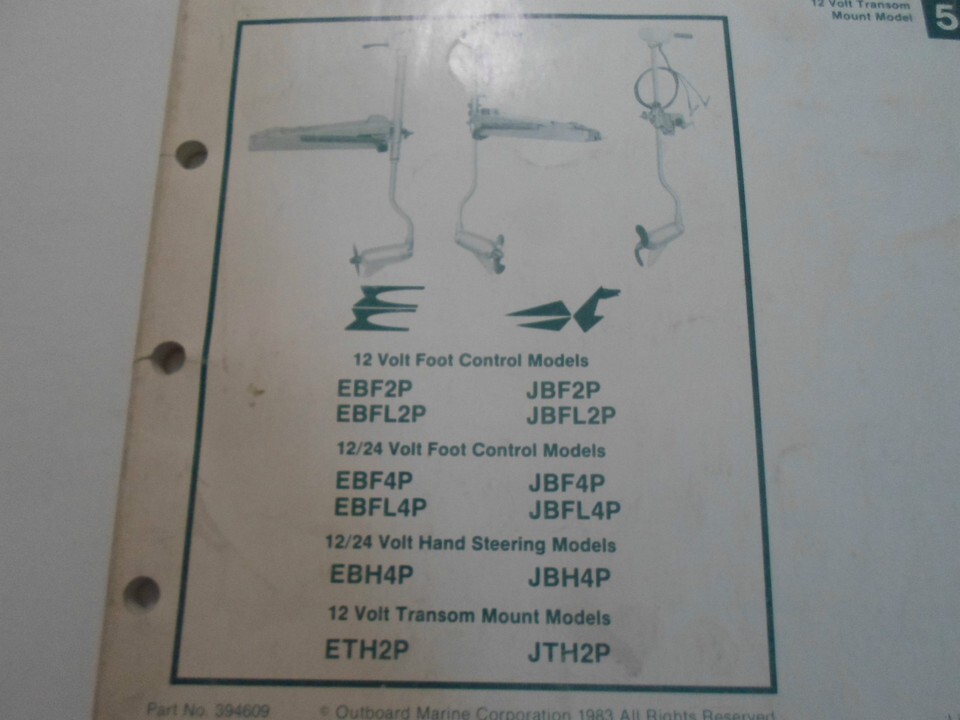 12 Volt Transom
Mount Model
5
12 Volt Foot Control Models
EBF2P JBF2P
EBFL2P JBFL2P
12/24 Volt Foot Control Models
EBF4P JBF4P
EBFL4P JBFL4P
12/24 Volt Hand Steering Models
EBH4P JBH4P
12 Volt Transom Mount Models
ETH2P JTH2P
Part No. 394609 © Outboard Marine Corporation 1983 All Rights Reserved